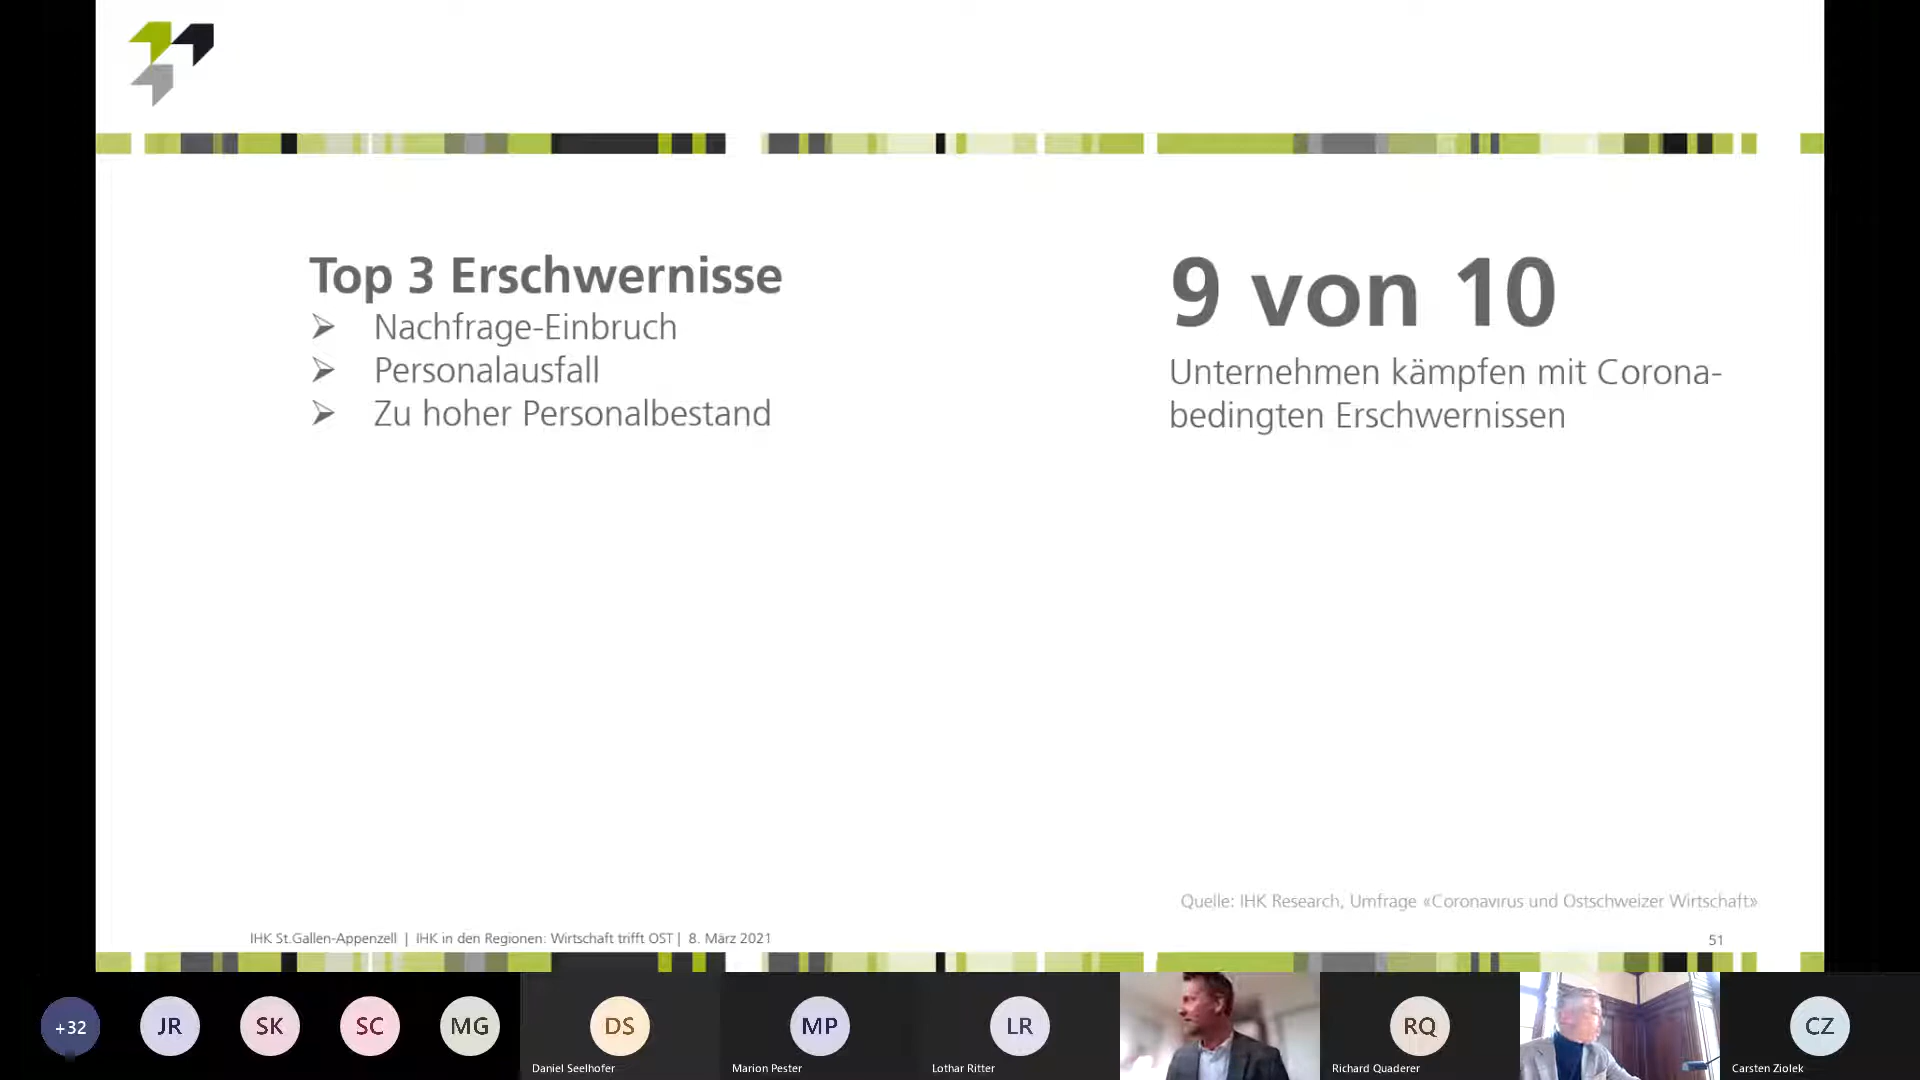 Top 3 Erschwernisse
Nachfrage-Einbruch
Personalausfall
Zu hoher Personalbestand
9 von 10
Unternehmen kämpfen mit Corona-
bedingten Erschwernissen
Quelle: IHK Research, Umfrage «Coronavirus und Ostschweizer Wirtschaft»
IHK St.Gallen-Appenzell | IHK in den Regionen: Wirtschaft trifft OST | 8. März 2021
51
+32
JR
SK
SC
MG
DS
MP
LR
RQ
CZ
Daniel Seelhofer
Marion Pester
Lothar Ritter
Richard Quaderer
Carsten Ziolek